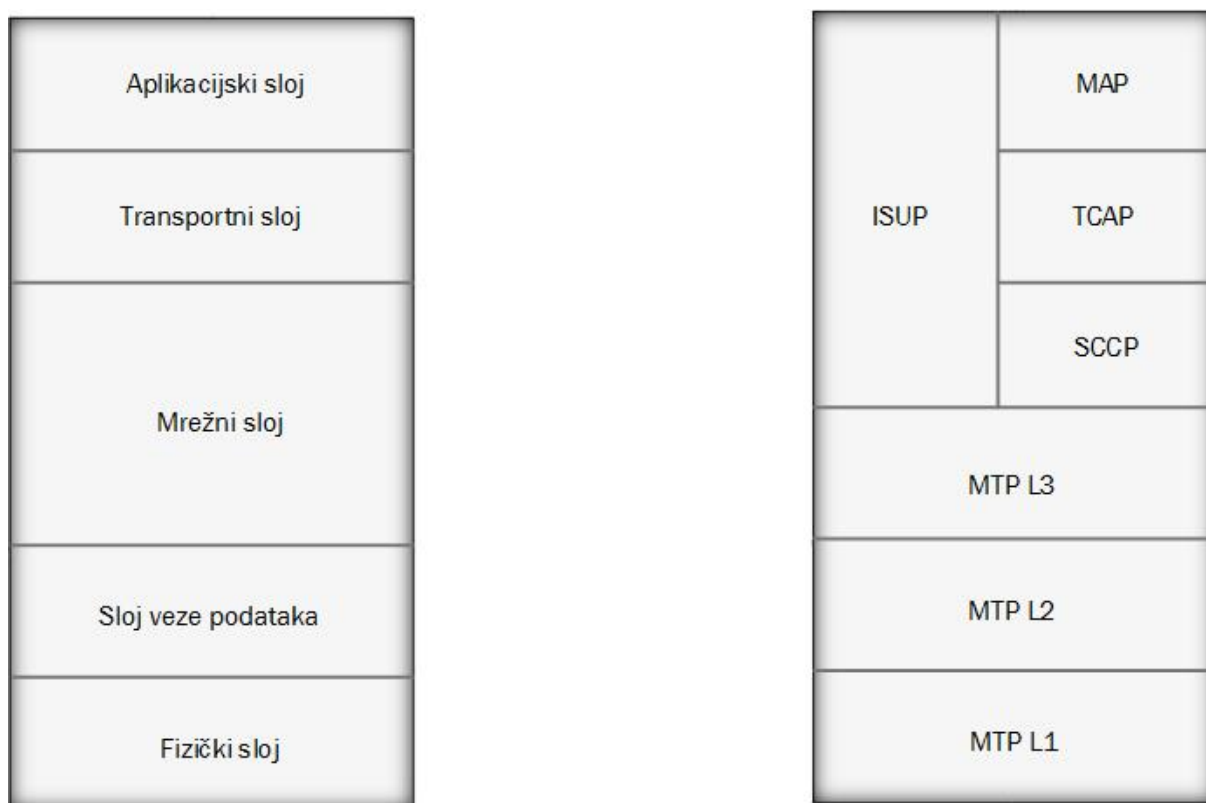 Aplikacijski sloj
Transportni sloj
Mrežni sloj
Sloj veze podataka
Fizički sloj
ISUP
MAP
TCAP
SCCP
MTP L3
MTP L2
MTP L1